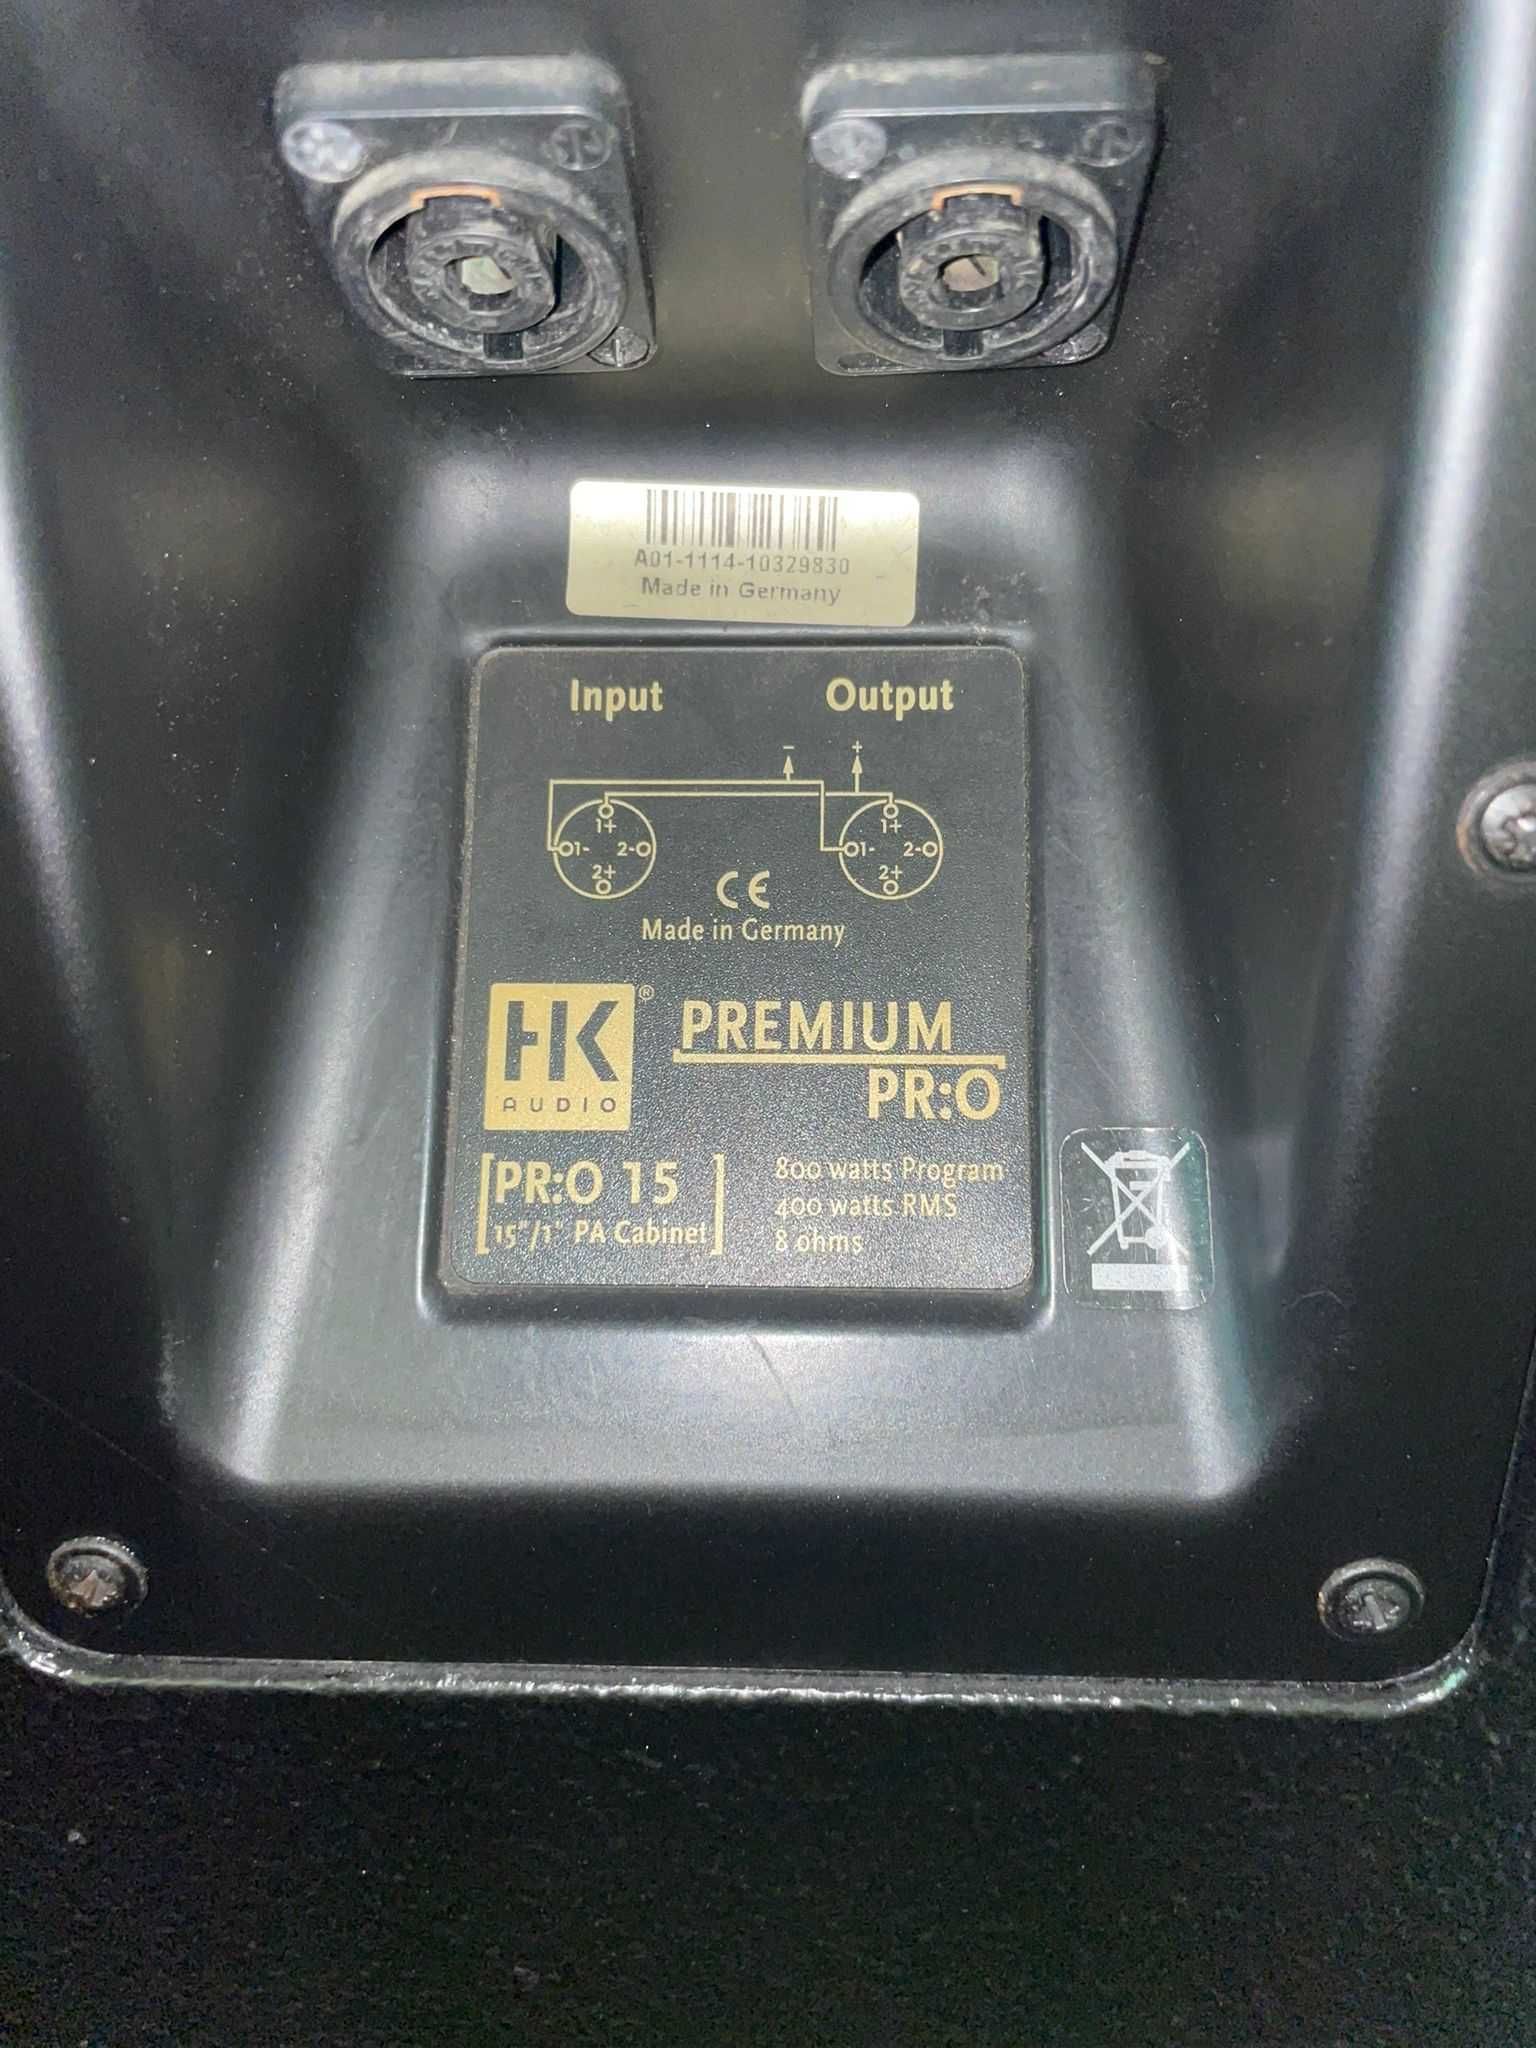 A01-1114-10329830
Made in Germany
Input Output
- +
1+ 1+
1- 2- 1- 2-
2+ 2+
CE
Made in Germany
HK ®
AUDIO
PREMIUM
PR:O
[PR:O 15]
15"/1" PA Cabinet
800 watts Program
400 watts RMS
8 ohms